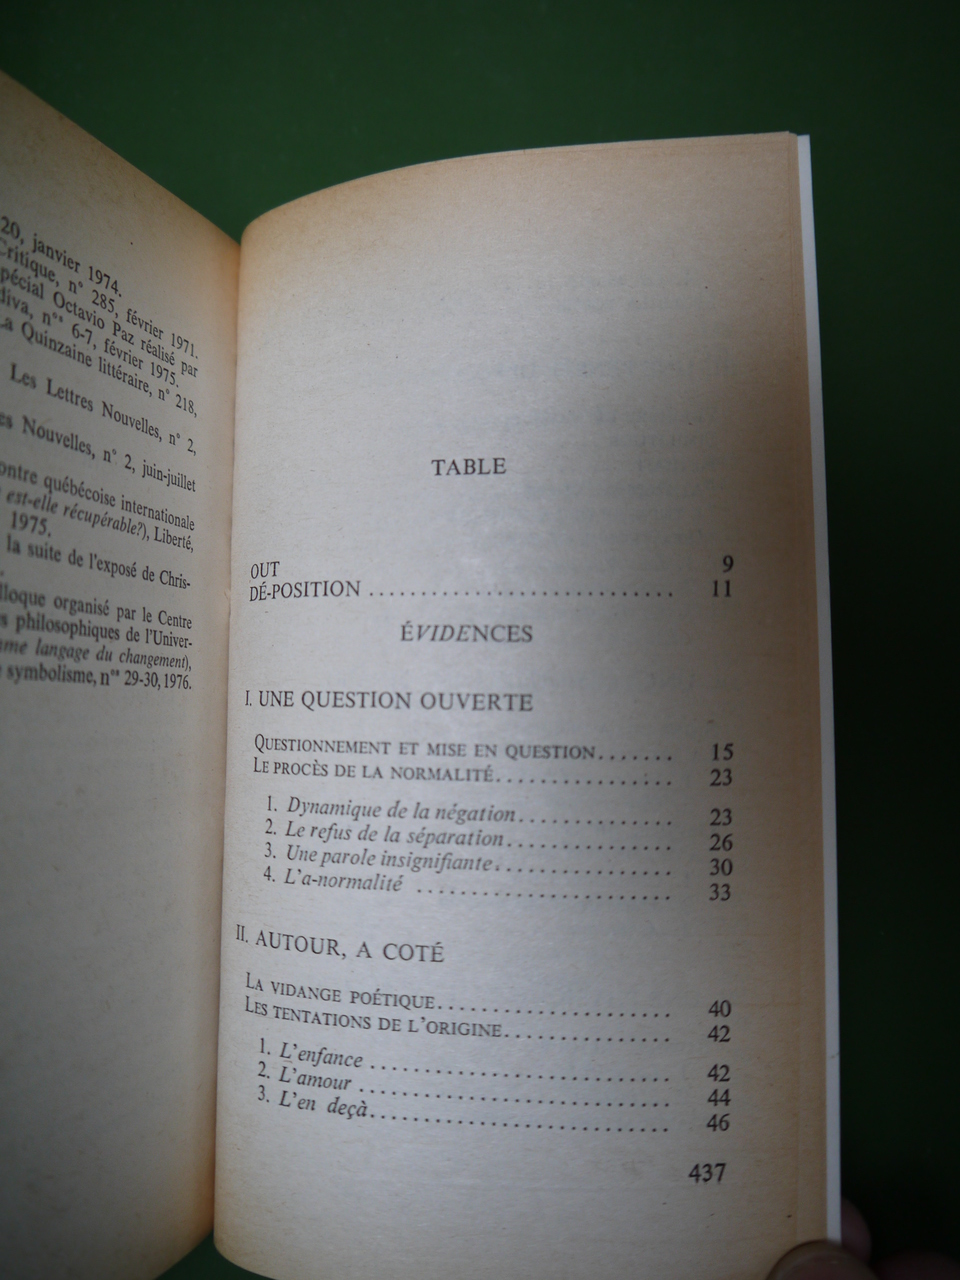 20, janvier 1974.
Critique, n° 285, février 1971.
spécial Octavio Paz réalisé par
diva, nᵒˢ 6-7, février 1975.
La Quinzaine littéraire, n° 218,
Les Lettres Nouvelles, n° 2,
Nouvelles, n° 2, juin-juillet
québécoise internationale
est-elle récupérable?), Liberté,
1975.
la suite de l'exposé de Chris-
organisé par le Centre
philosophiques de l'Univer-
langage du changement),
symbolisme, nᵒˢ 29-30, 1976.
TABLE
OUT 9
DÉ-POSITION ........................... 11
ÉVIDENCES
I. UNE QUESTION OUVERTE
QUESTIONNEMENT ET MISE EN QUESTION....... 15
LE PROCÈS DE LA NORMALITÉ................ 23
1. Dynamique de la négation............... 23
2. Le refus de la séparation............... 26
3. Une parole insignifiante............... 30
4. L'a-normalité ....................... 33
II. AUTOUR, A COTÉ
LA VIDANGE POÉTIQUE..................... 40
LES TENTATIONS DE L'ORIGINE............... 42
1. L'enfance ........................... 42
2. L'amour ............................ 44
3. L'en deçà........................... 46
437